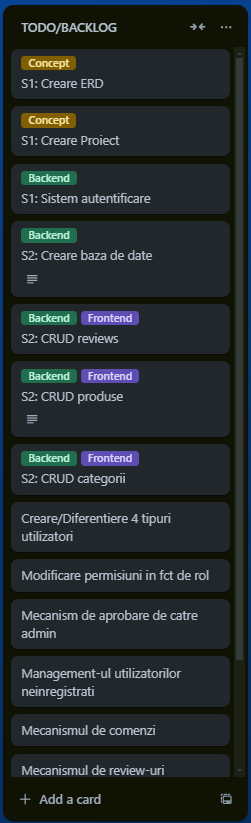 TODO/BACKLOG
Concept
S1: Creare ERD
Concept
S1: Creare Proiect
Backend
S1: Sistem autentificare
Backend
S2: Creare baza de date
Backend Frontend
S2: CRUD reviews
Backend Frontend
S2: CRUD produse
Backend Frontend
S2: CRUD categorii
Creare/Diferentiere 4 tipuri
utilizatori
Modificare permisiuni in fct de rol
Mecanism de aprobare de catre
admin
Management-ul utilizatorilor
neinregistrati
Mecanismul de comenzi
Mecanismul de review-uri
Add a card